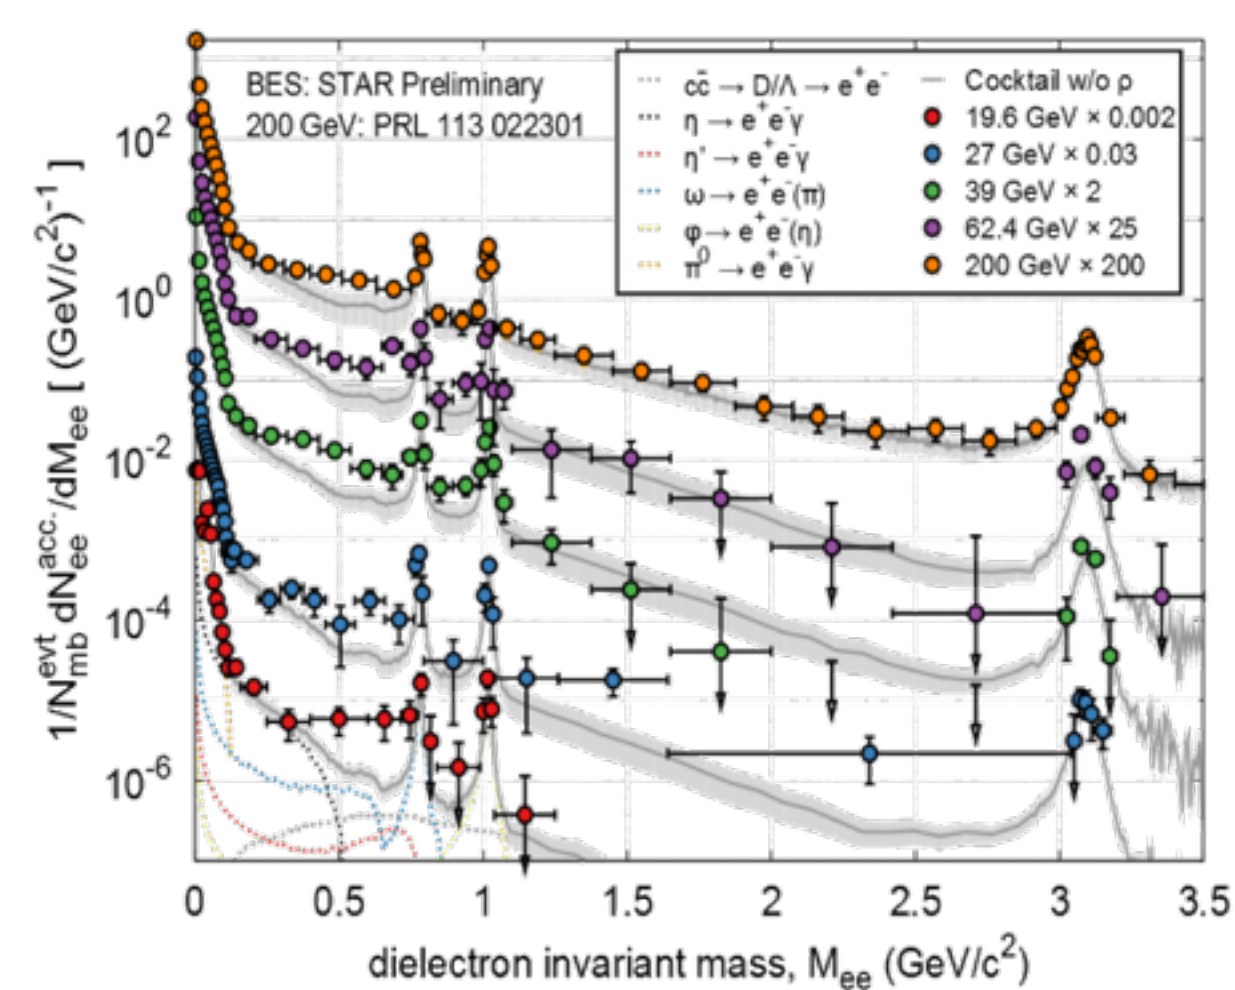 BES: STAR Preliminary
200 GeV: PRL 113 022301
cc̄ → D/Λ → e⁺e⁻
η → e⁺e⁻γ
η' → e⁺e⁻γ
ω → e⁺e⁻(π)
φ → e⁺e⁻(η)
π⁰ → e⁺e⁻γ
Cocktail w/o ρ
19.6 GeV × 0.002
27 GeV × 0.03
39 GeV × 2
62.4 GeV × 25
200 GeV × 200
1/N_mb^evt dN_ee^acc./dM_ee [ (GeV/c²)⁻¹ ]
10²
10⁰
10⁻²
10⁻⁴
10⁻⁶
0 0.5 1 1.5 2 2.5 3 3.5
dielectron invariant mass, M_ee (GeV/c²)